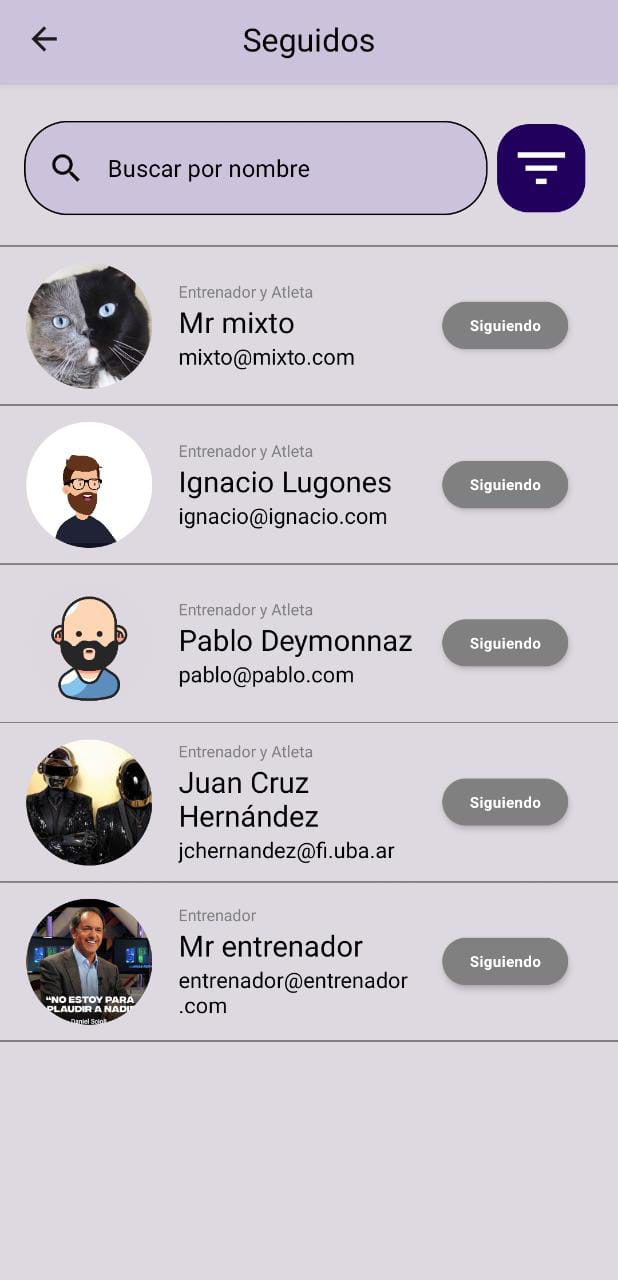 Seguidos
Buscar por nombre
Entrenador y Atleta
Mr mixto
mixto@mixto.com
Siguiendo
Entrenador y Atleta
Ignacio Lugones
ignacio@ignacio.com
Siguiendo
Entrenador y Atleta
Pablo Deymonnaz
pablo@pablo.com
Siguiendo
Entrenador y Atleta
Juan Cruz
Hernández
jchernandez@fi.uba.ar
Siguiendo
Entrenador
Mr entrenador
entrenador@entrenador
.com
Siguiendo
“NO ESTOY PARA
PLAUDIR A NADI
Daniel Scioli